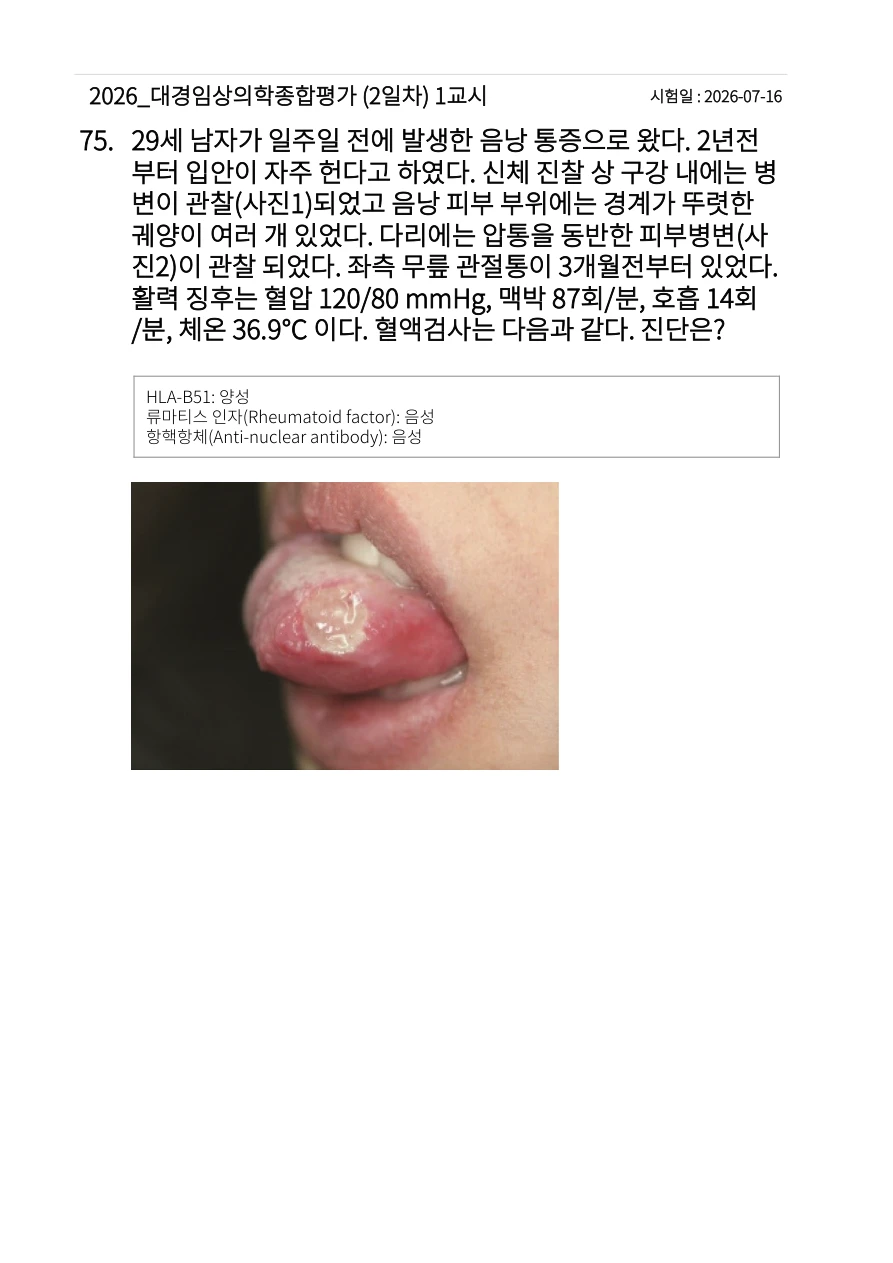 2026_대경임상의학종합평가 (2일차) 1교시
시험일 : 2026-07-16
75. 29세 남자가 일주일 전에 발생한 음낭 통증으로 왔다. 2년전
부터 입안이 자주 헌다고 하였다. 신체 진찰 상 구강 내에는 병
변이 관찰(사진1)되었고 음낭 피부 부위에는 경계가 뚜렷한
궤양이 여러 개 있었다. 다리에는 압통을 동반한 피부병변(사
진2)이 관찰 되었다. 좌측 무릎 관절통이 3개월전부터 있었다.
활력 징후는 혈압 120/80 mmHg, 맥박 87회/분, 호흡 14회
/분, 체온 36.9℃ 이다. 혈액검사는 다음과 같다. 진단은?
HLA-B51: 양성
류마티스 인자(Rheumatoid factor): 음성
항핵항체(Anti-nuclear antibody): 음성